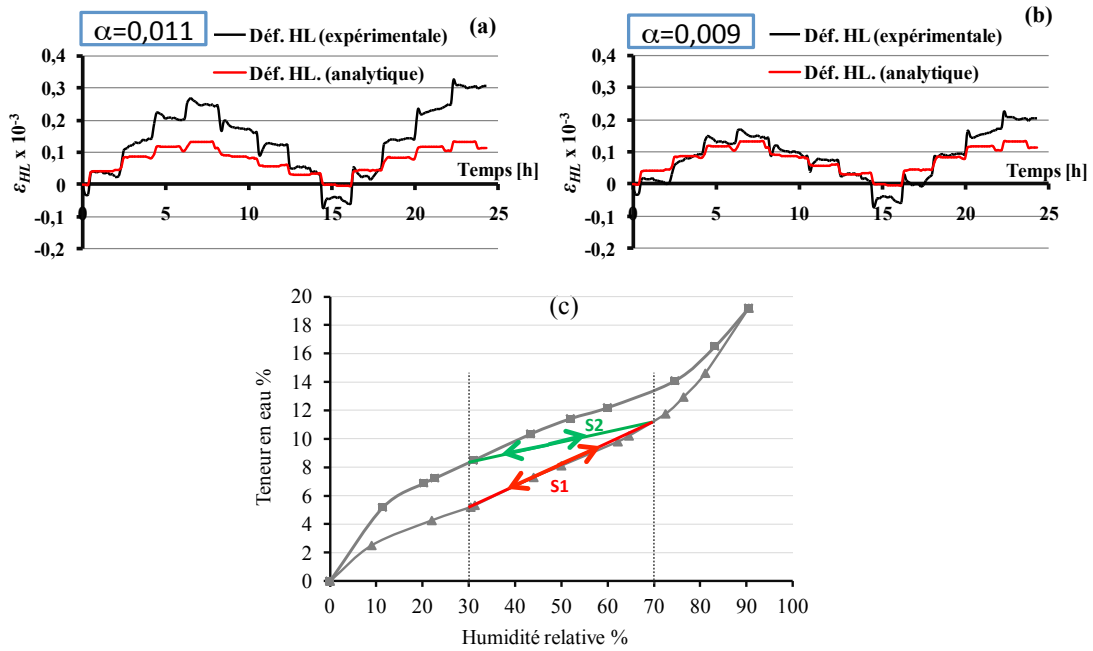 α=0,011
Déf. HL (expérimentale)
(a)
Déf. HL. (analytique)
0,4
0,3
0,2
0,1
0
-0,1
-0,2
εHL x 10-3
Temps [h]
0 5 10 15 20 25
α=0,009
Déf. HL (expérimentale)
(b)
Déf. HL. (analytique)
0,4
0,3
0,2
0,1
0
-0,1
-0,2
εHL x 10-3
Temps [h]
0 5 10 15 20 25
(c)
20
18
16
14
12
10
8
6
4
2
0
Teneur en eau %
S2
S1
0 10 20 30 40 50 60 70 80 90 100
Humidité relative %